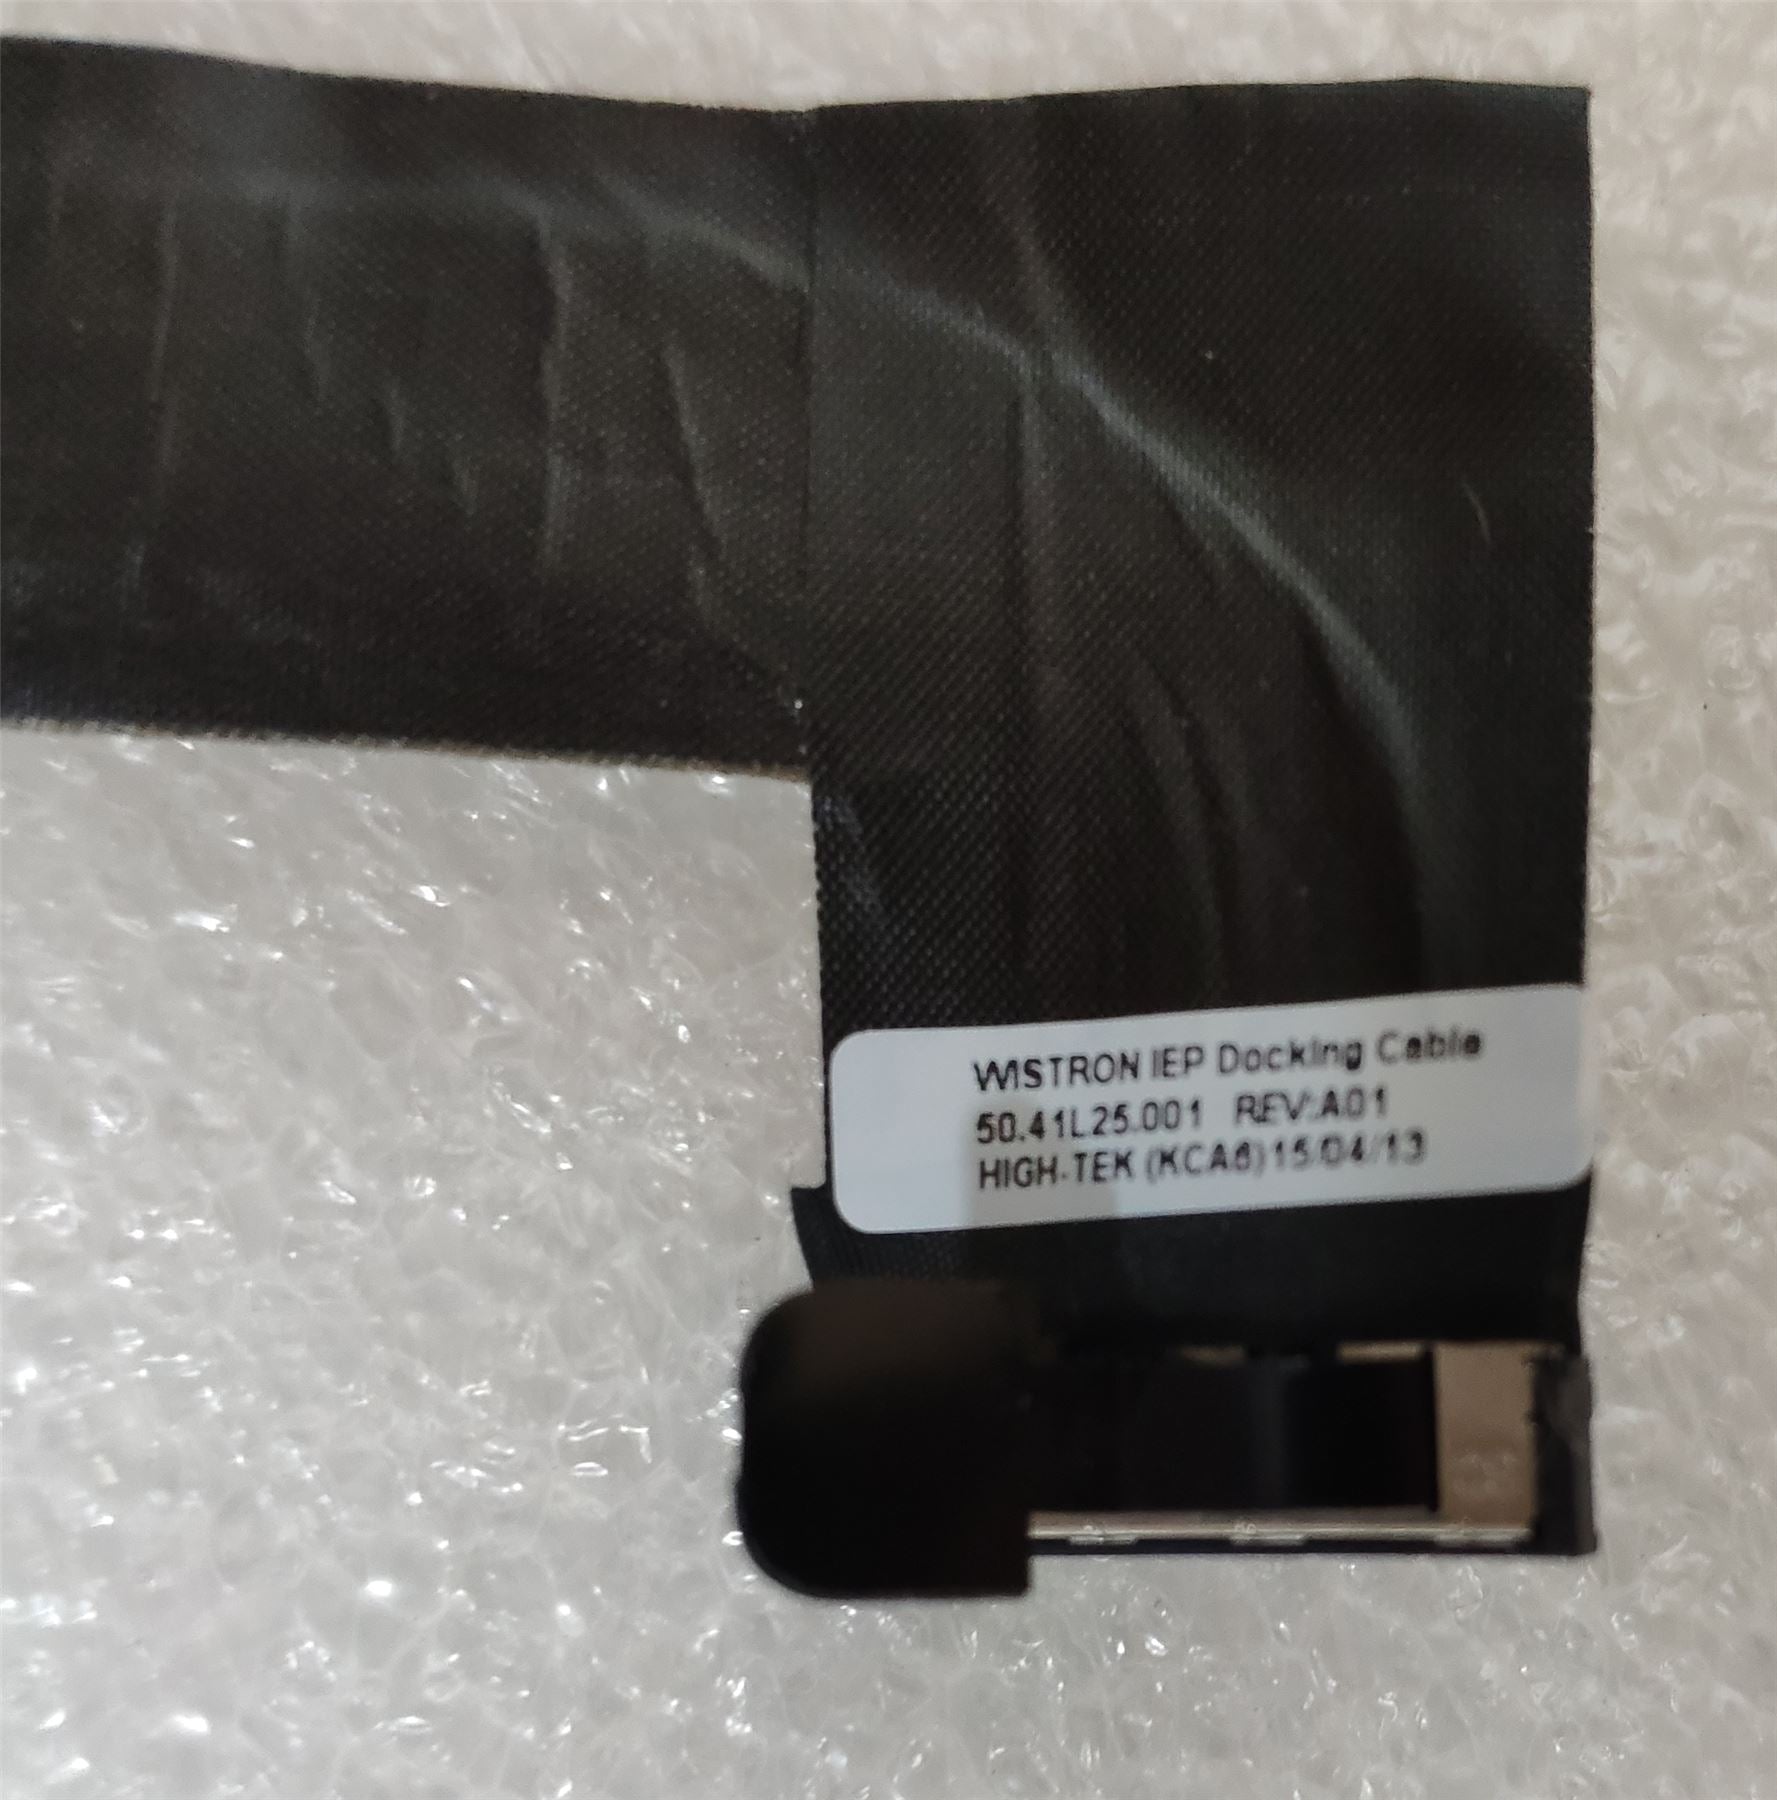 WISTRON IEP Docking Cable
50.41L25.001 REV:A01
HIGH-TEK (KCA6) 15/04/13